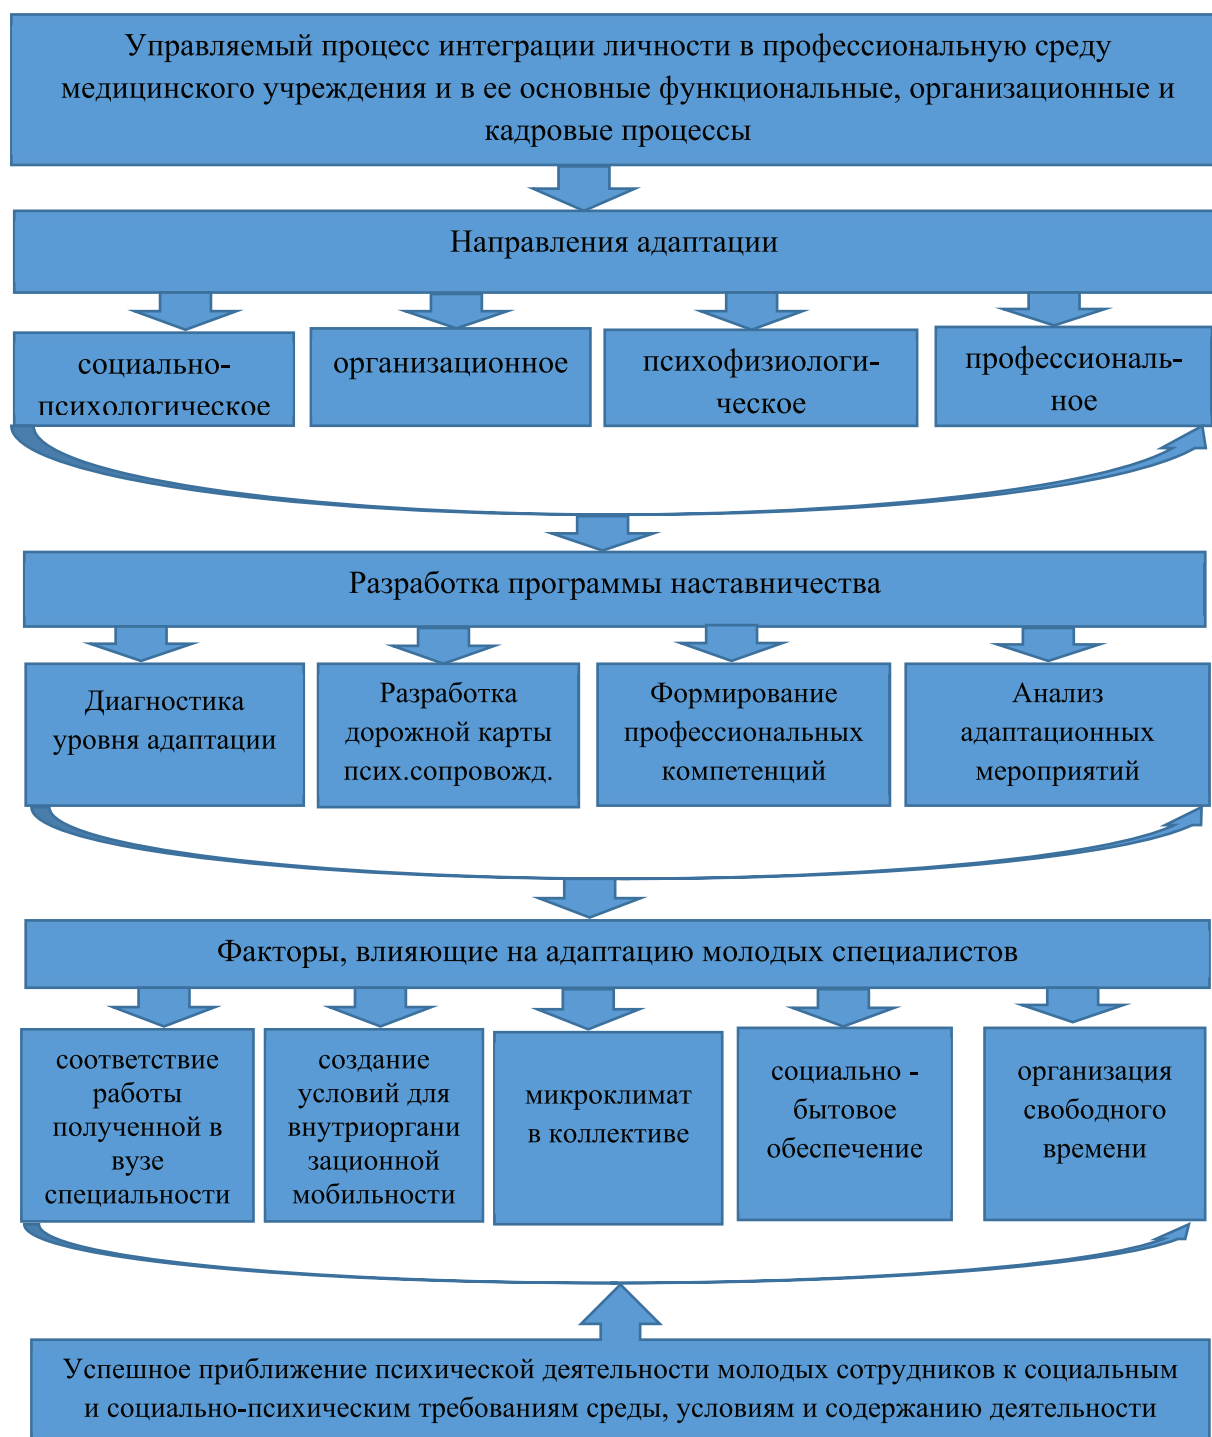 Управляемый процесс интеграции личности в профессиональную среду
медицинского учреждения и в ее основные функциональные, организационные и
кадровые процессы
Направления адаптации
социально-
психологическое
организационное
психофизиологи-
ческое
профессиональ-
ное
Разработка программы наставничества
Диагностика
уровня адаптации
Разработка
дорожной карты
псих.сопровожд.
Формирование
профессиональных
компетенций
Анализ
адаптационных
мероприятий
Факторы, влияющие на адаптацию молодых специалистов
соответствие
работы
полученной в
вузе
специальности
создание
условий для
внутриоргани
зационной
мобильности
микроклимат
в коллективе
социально -
бытовое
обеспечение
организация
свободного
времени
Успешное приближение психической деятельности молодых сотрудников к социальным
и социально-психическим требованиям среды, условиям и содержанию деятельности